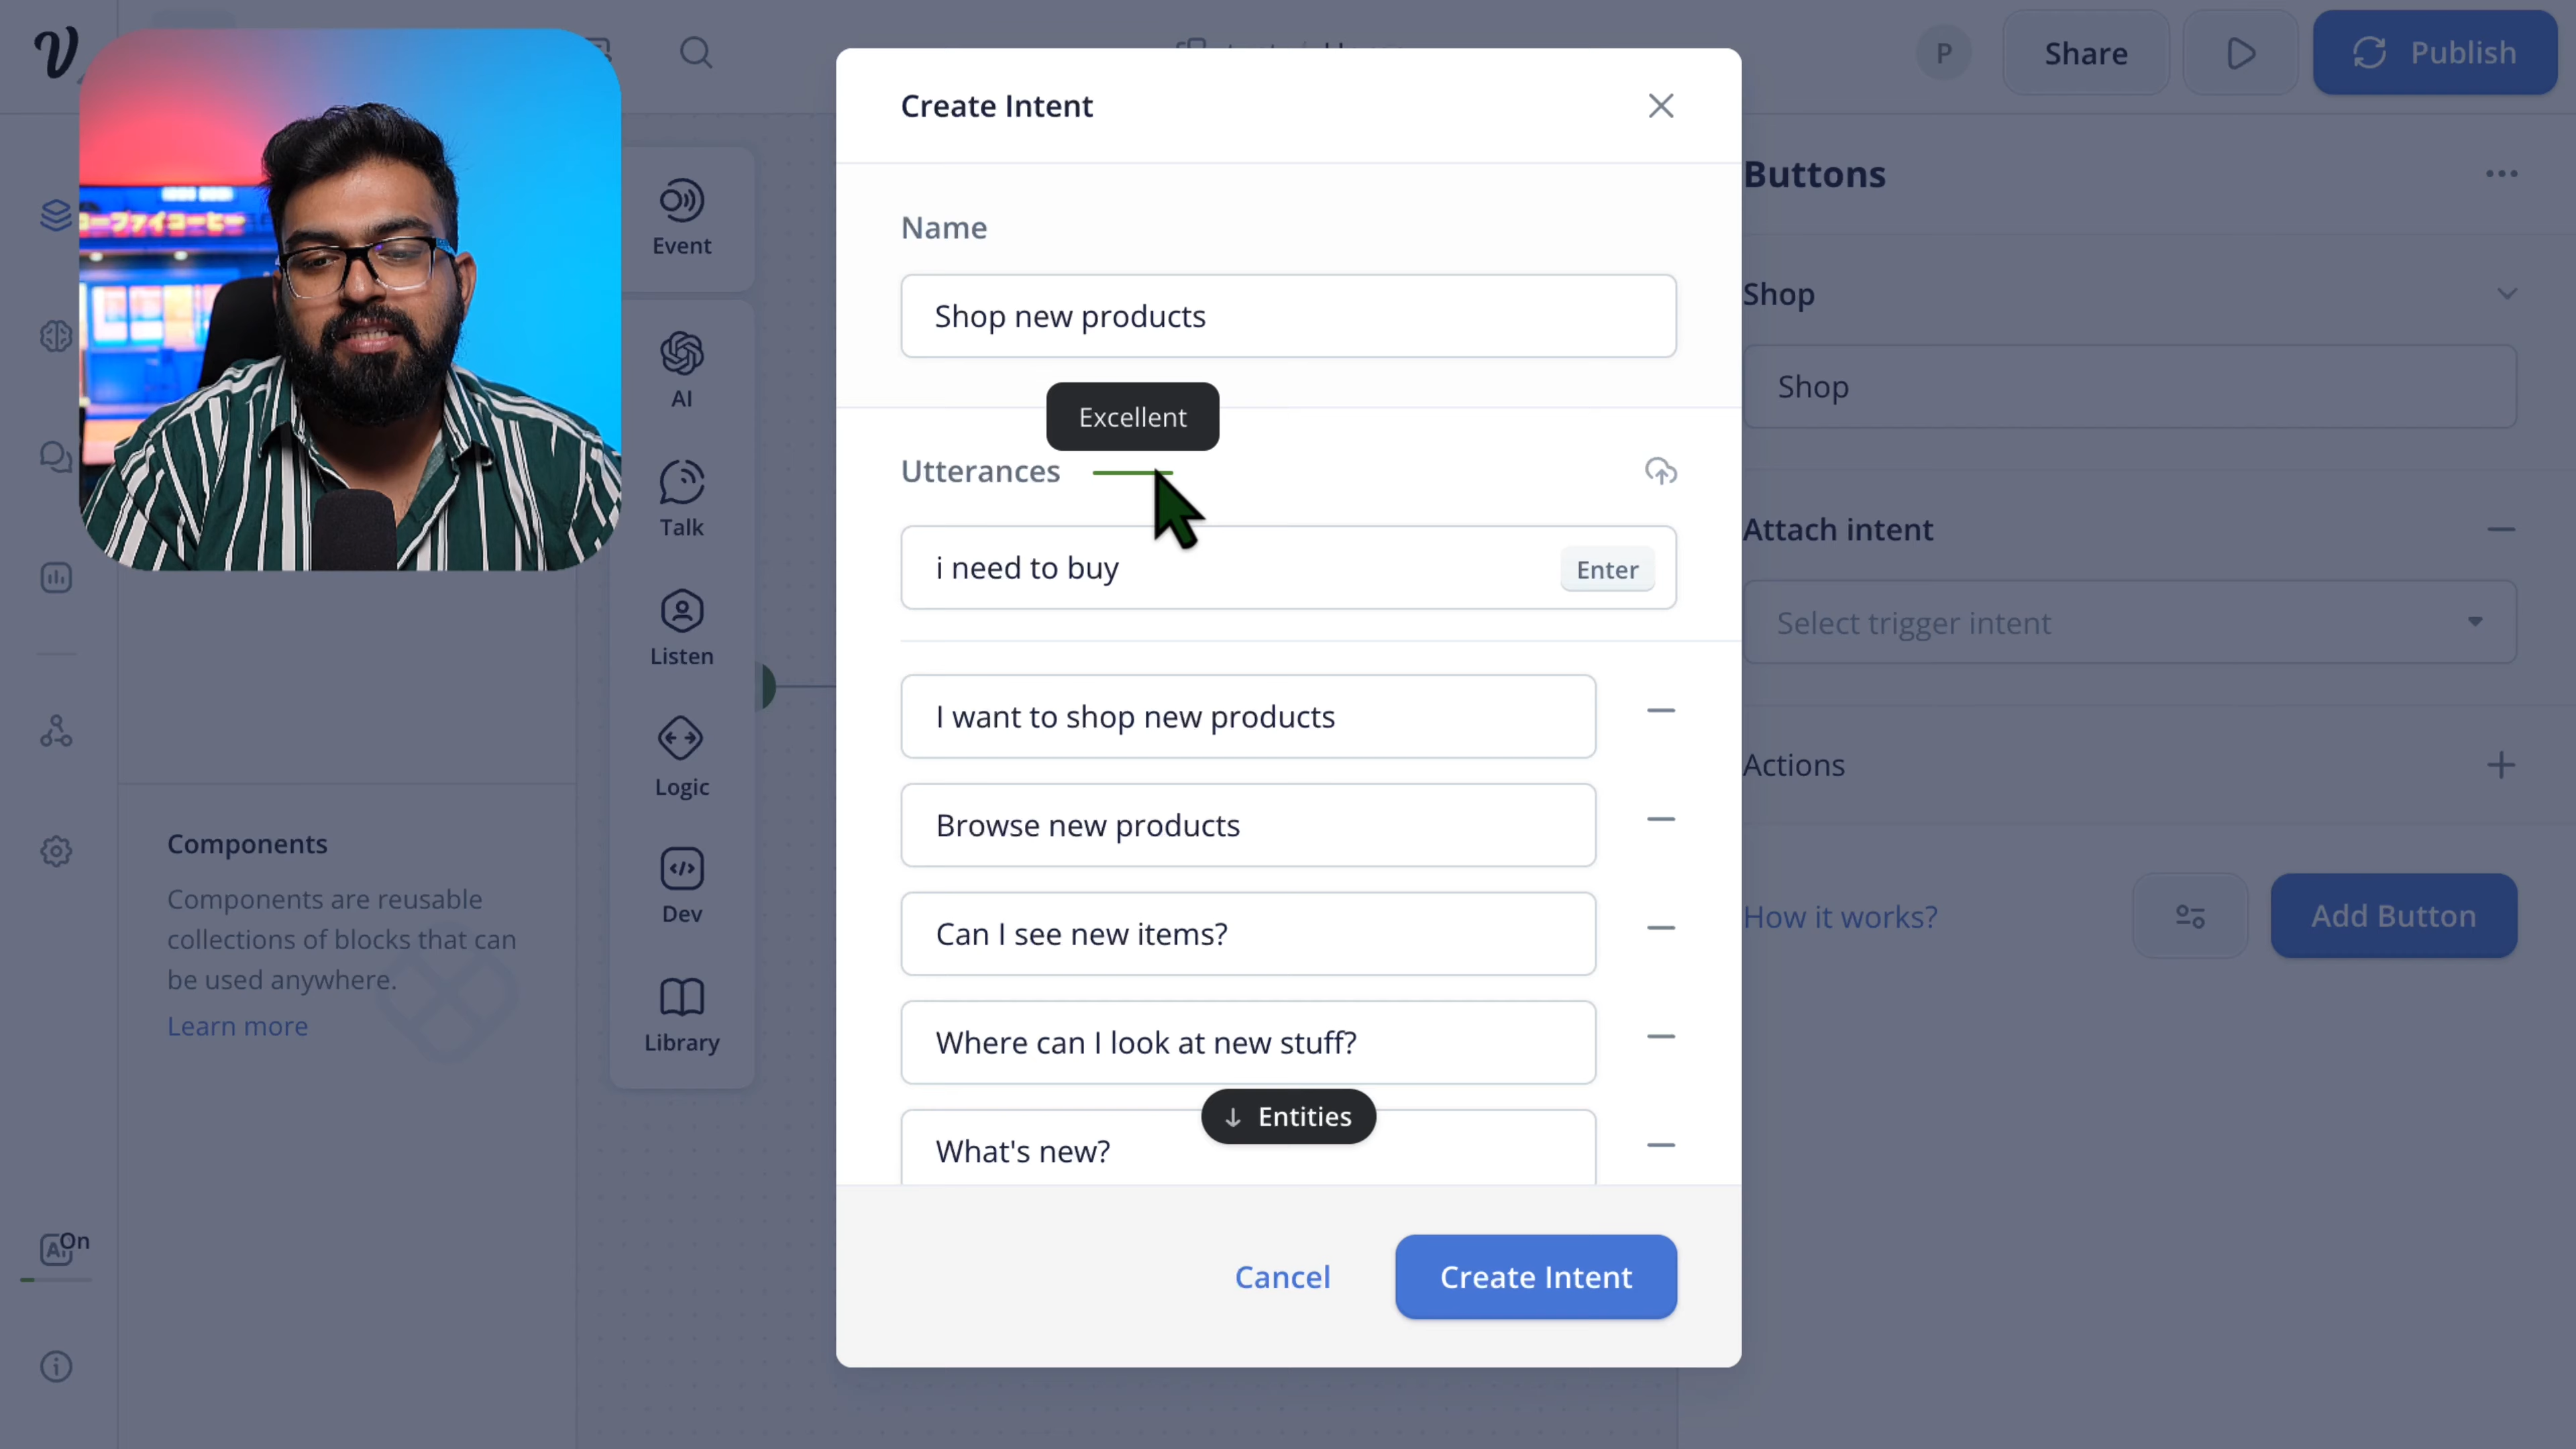 Share
Publish
Create Intent
Name
Shop new products
Excellent
Utterances
i need to buy
Enter
I want to shop new products
Browse new products
Can I see new items?
Where can I look at new stuff?
Entities
What's new?
Cancel
Create Intent
Event
AI
Talk
Listen
Logic
Dev
Library
Components
Components are reusable
collections of blocks that can
be used anywhere.
Learn more
On
P
Buttons
Shop
Shop
Attach intent
Select trigger intent
Actions
How it works?
Add Button